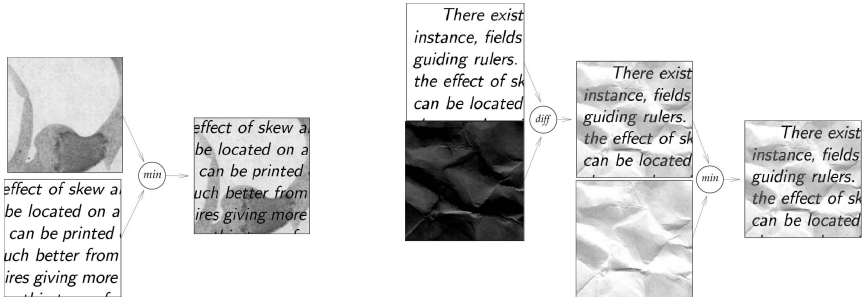 effect of skew a
be located on a
can be printed
uch better from
ires giving more
min
effect of skew a
be located on a
can be printed
uch better from
ires giving more
There exist
instance, fields
guiding rulers.
the effect of sk
can be located
diff
There exist
instance, fields
guiding rulers.
the effect of sk
can be located
min
There exist
instance, fields
guiding rulers.
the effect of sk
can be located